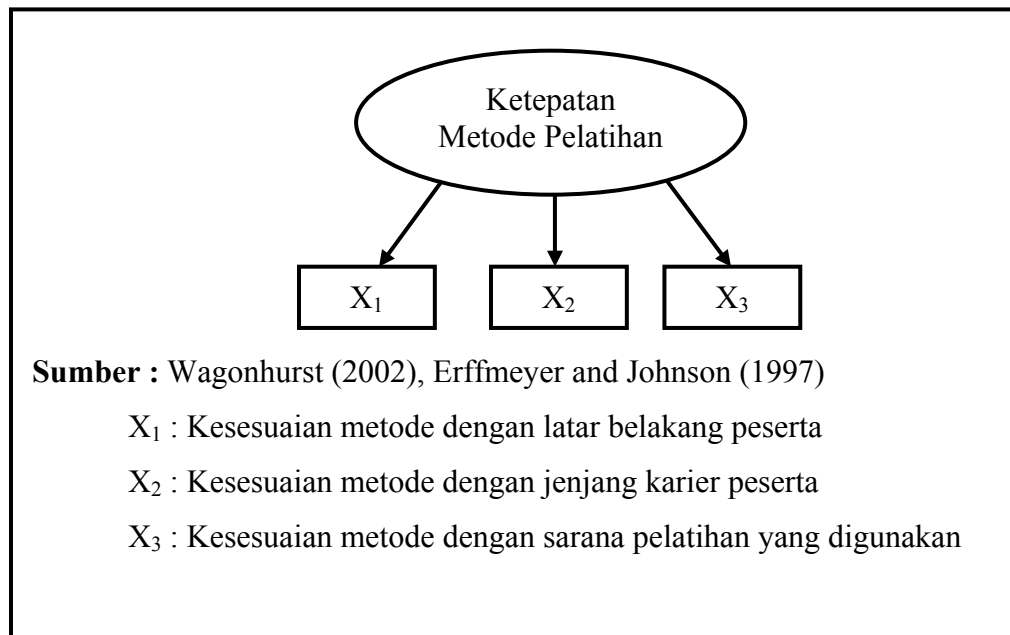 Ketepatan
Metode Pelatihan
X₁ X₂ X₃
Sumber : Wagonhurst (2002), Erffmeyer and Johnson (1997)
X₁ : Kesesuaian metode dengan latar belakang peserta
X₂ : Kesesuaian metode dengan jenjang karier peserta
X₃ : Kesesuaian metode dengan sarana pelatihan yang digunakan